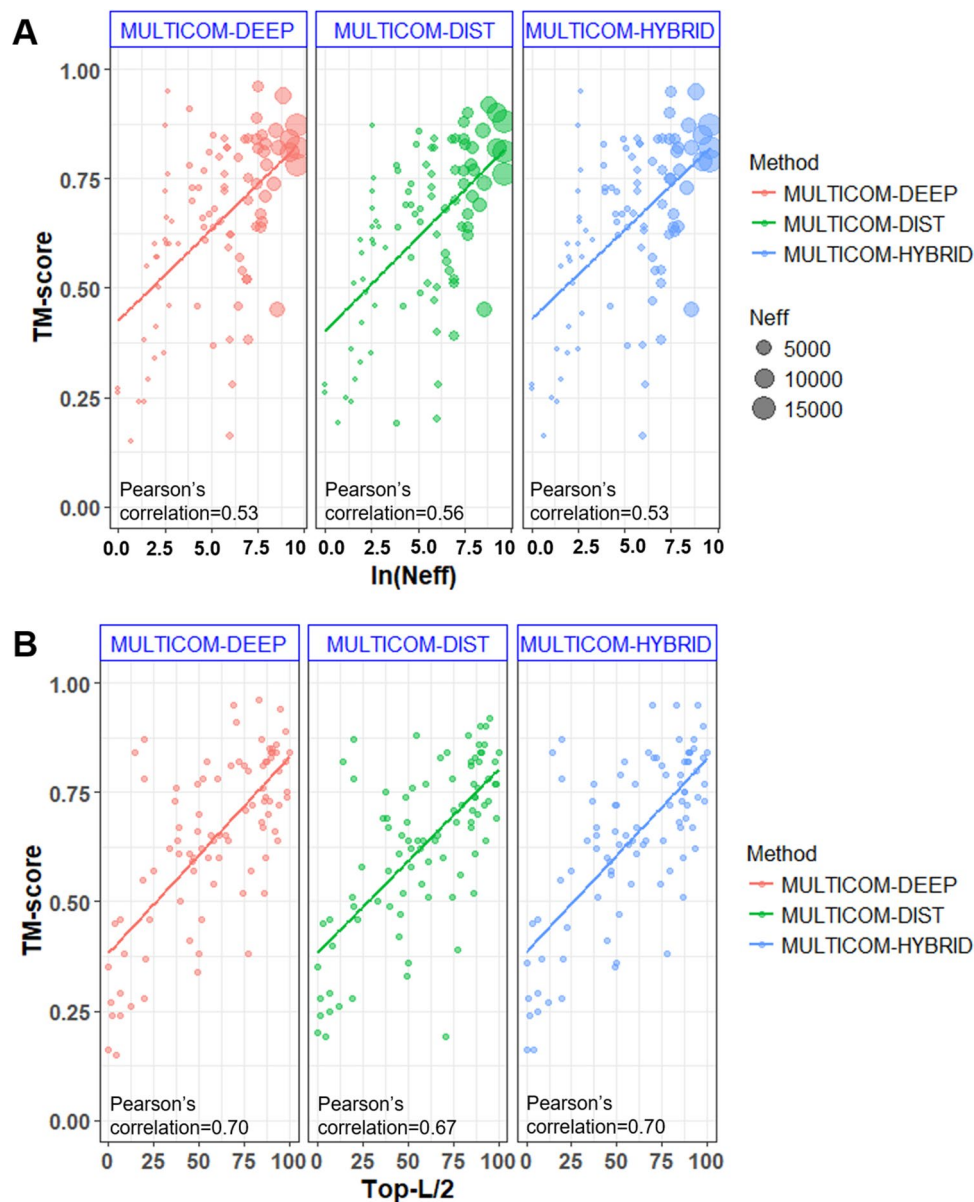 A
MULTICOM-DEEP MULTICOM-DIST MULTICOM-HYBRID
TM-score
1.00
0.75
0.50
0.25
0.00
Pearson's
correlation=0.53
Pearson's
correlation=0.56
Pearson's
correlation=0.53
0.0 2.5 5.0 7.5 10 0.0 2.5 5.0 7.5 10 0.0 2.5 5.0 7.5 10
ln(Neff)
Method
MULTICOM-DEEP
MULTICOM-DIST
MULTICOM-HYBRID
Neff
5000
10000
15000
B
MULTICOM-DEEP MULTICOM-DIST MULTICOM-HYBRID
TM-score
1.00
0.75
0.50
0.25
0.00
Pearson's
correlation=0.70
Pearson's
correlation=0.67
Pearson's
correlation=0.70
0 25 50 75 100 0 25 50 75 100 0 25 50 75 100
Top-L/2
Method
MULTICOM-DEEP
MULTICOM-DIST
MULTICOM-HYBRID